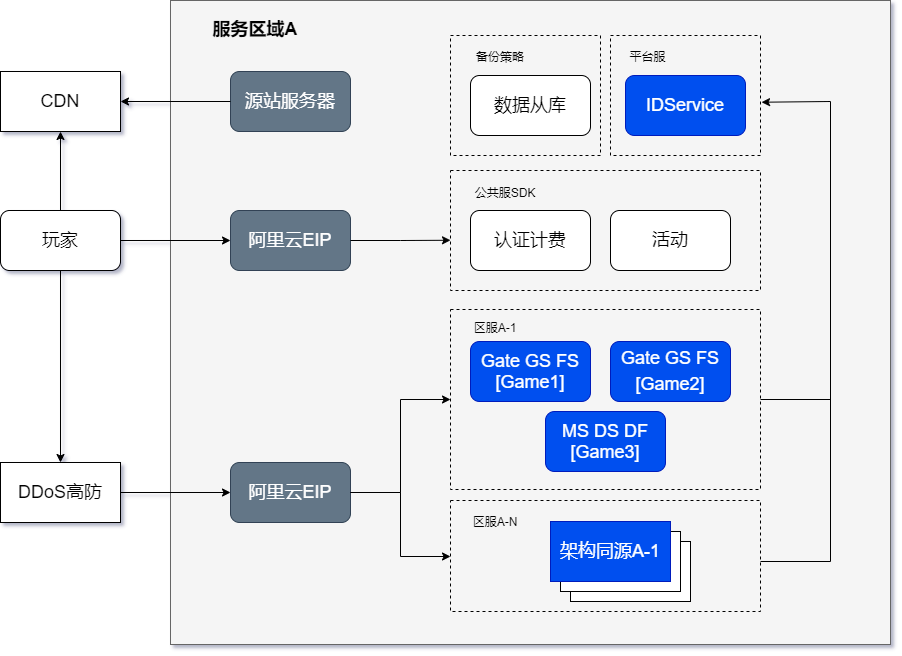 服务区域A
CDN
源站服务器
备份策略
数据从库
平台服
IDService
玩家
阿里云EIP
公共服SDK
认证计费
活动
区服A-1
Gate GS FS
[Game1]
Gate GS FS
[Game2]
MS DS DF
[Game3]
DDoS高防
阿里云EIP
区服A-N
架构同源A-1